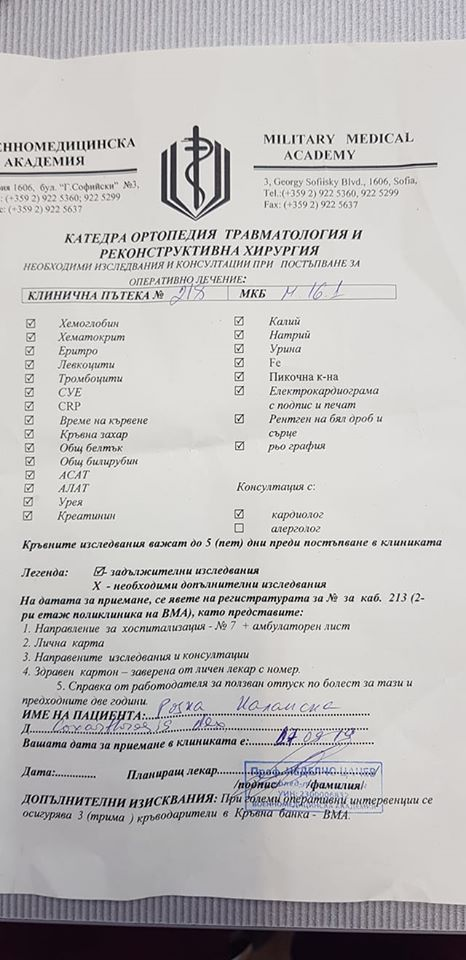 ЕННОМЕДИЦИНСКА
АКАДЕМИЯ
ия 1606, бул. "Г.Софийски" №3,
: (+359 2) 922 5360; 922 5299
с: (+359 2) 922 5637
MILITARY MEDICAL
ACADEMY
3, Georgy Sofiisky Blvd., 1606, Sofia,
Tel.:(+359 2) 922 5360, 922 5299
Fax: (+359 2) 922 5637
КАТЕДРА ОРТОПЕДИЯ ТРАВМАТОЛОГИЯ И
РЕКОНСТРУКТИВНА ХИРУРГИЯ
НЕОБХОДИМИ ИЗСЛЕДВАНИЯ И КОНСУЛТАЦИИ ПРИ ПОСТЪПВАНЕ ЗА
ОПЕРАТИВНО ЛЕЧЕНИЕ:
КЛИНИЧНА ПЪТЕКА № 218 МКБ M 16.1
☑ Хемоглобин
☑ Хематокрит
☑ Еритро
☑ Левкоцити
☑ Тромбоцити
☑ СУЕ
☑ CRP
☑ Време на кървене
☑ Кръвна захар
☑ Общ белтък
☑ Общ билирубин
☑ АСАТ
☑ АЛАТ
☑ Урея
☑ Креатинин
☑ Калий
☑ Натрий
☑ Урина
☑ Fe
☑ Пикочна к-на
☑ Електрокардиограма
с подпис и печат
☑ Рентген на бял дроб и
сърце
☑ рьо графия
Консултация с:
☑ кардиолог
☐ алерголог
Кръвните изследвания важат до 5 (пет) дни преди постъпване в клиниката
Легенда: ☑- задължителни изследвания
X - необходими допълнителни изследвания
На датата за приемане, се явете на регистратурата за № за каб. 213 (2-
ри етаж поликлиника на ВМА), като представите:
1. Направление за хоспитализация - № 7 + амбулаторен лист
2. Лична карта
3. Направените изследвания и консултации
4. Здравен картон – заверена от личен лекар с номер.
5. Справка от работодателя за ползван отпуск по болест за тази и
предходните две години.
ИМЕ НА ПАЦИЕНТА:
Д
Вашата дата за приемане в клиниката е: 17 09 19
Дата:............. Планиращ лекар
/подпис/ /фамилия/
Проф. НЕДЕЛЧО ЦАЧЕВ
ВОЕННОМЕДИЦИНСКА АКАДЕМИЯ
ДОПЪЛНИТЕЛНИ ИЗИСКВАНИЯ: При големи оперативни интервенции се
осигурява 3 (трима ) кръводарители в Кръвна банка - ВМА.